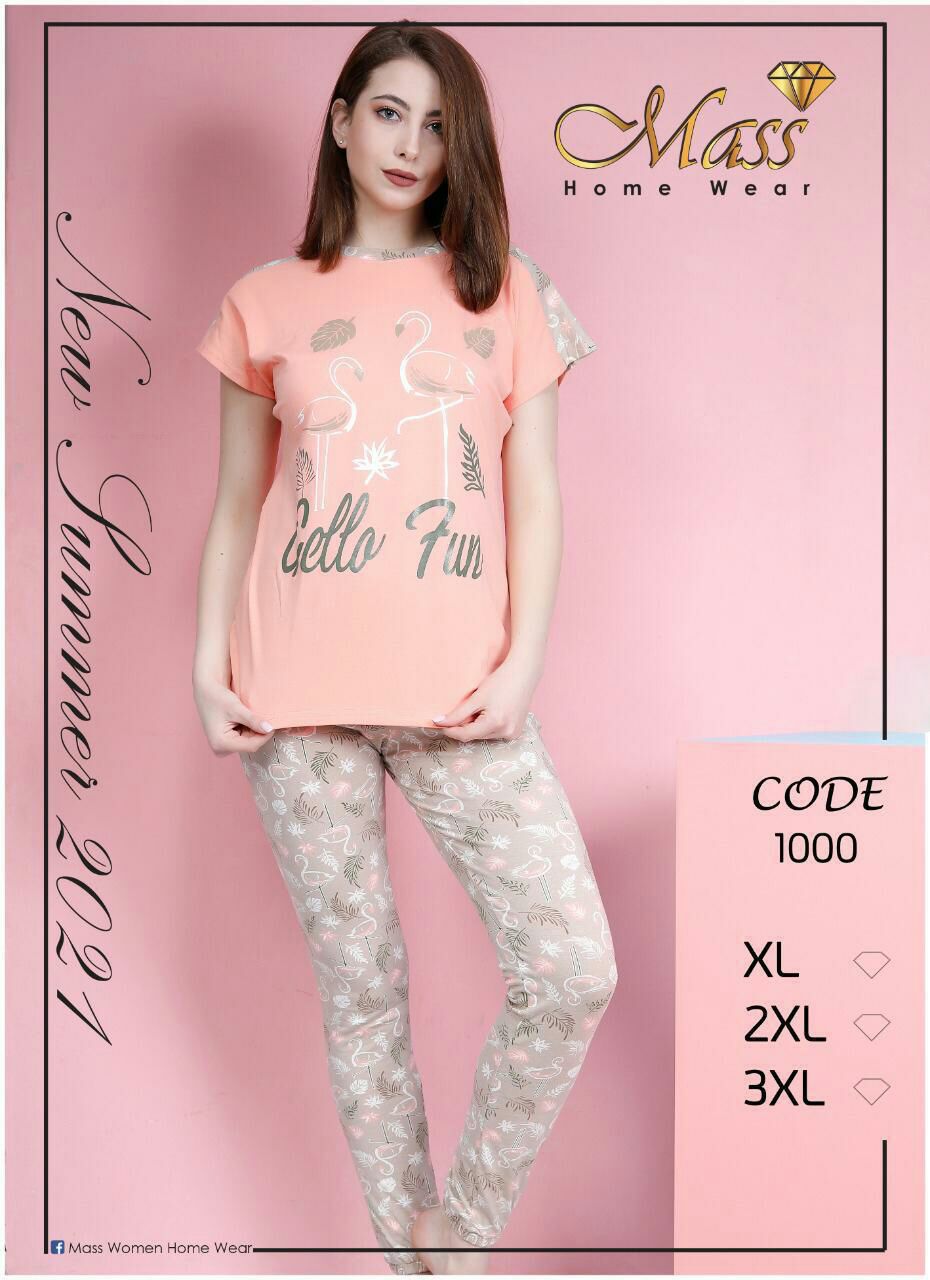 Mass
Home Wear
New Summer 2021
Gello Fun
CODE
1000
XL
2XL
3XL
Mass Women Home Wear